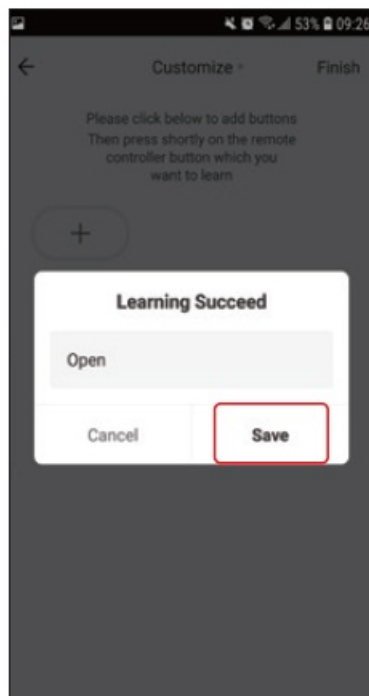 53% 09:26
Customize
Finish
Please click below to add buttons
Then press shortly on the remote
controller button which you
want to learn
+
Learning Succeed
Open
Cancel
Save